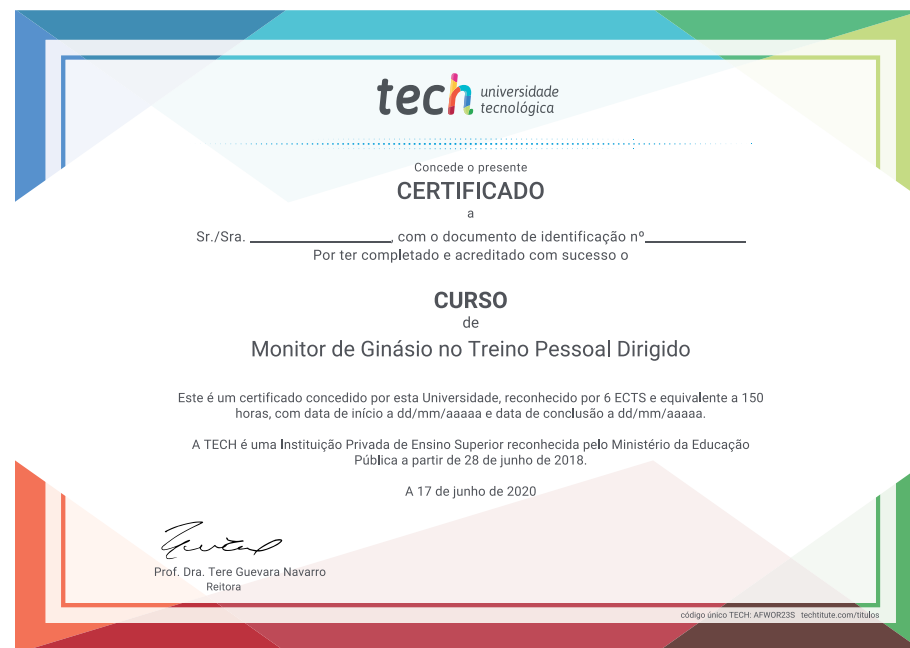 tech universidade
tecnológica
Concede o presente
CERTIFICADO
a
Sr./Sra. ____________________, com o documento de identificação nº______________
Por ter completado e acreditado com sucesso o
CURSO
de
Monitor de Ginásio no Treino Pessoal Dirigido
Este é um certificado concedido por esta Universidade, reconhecido por 6 ECTS e equivalente a 150
horas, com data de início a dd/mm/aaaaa e data de conclusão a dd/mm/aaaaa.
A TECH é uma Instituição Privada de Ensino Superior reconhecida pelo Ministério da Educação
Pública a partir de 28 de junho de 2018.
A 17 de junho de 2020
Prof. Dra. Tere Guevara Navarro
Reitora
código único TECH: AFWOR23S techtitute.com/titulos